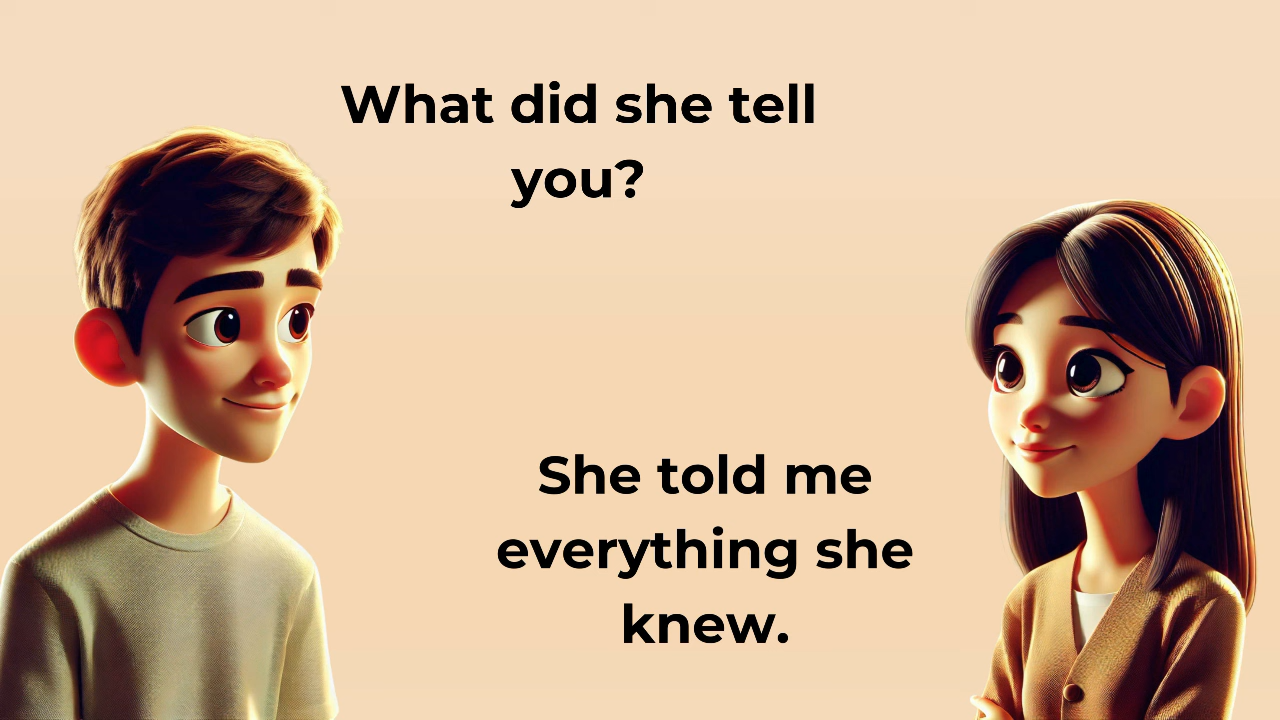 What did she tell
you?
She told me
everything she
knew.